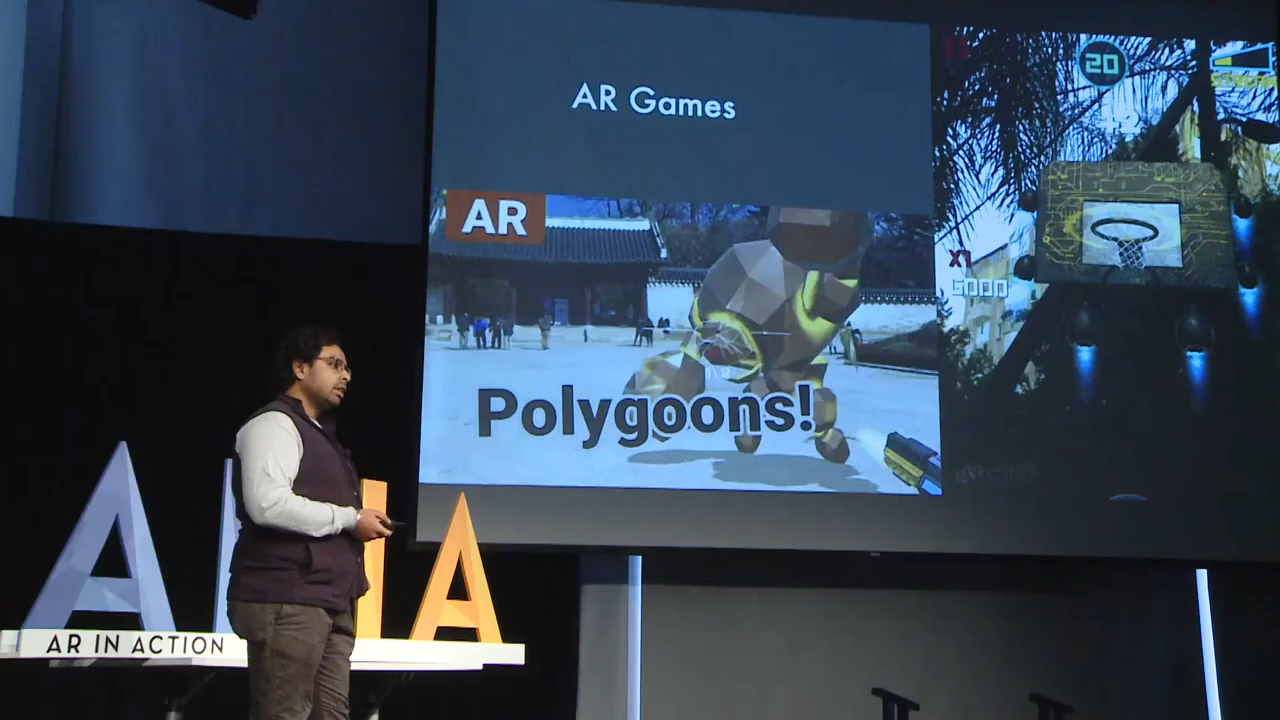 AR Games
AR
Polygoons!
20
X1
5000
A I A
AR IN ACTION